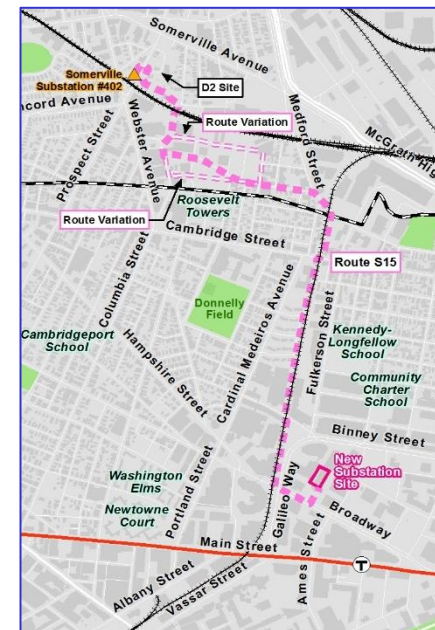 Somerville Avenue
Somerville
Substation #402
D2 Site
ncord Avenue
Webster Avenue
Route Variation
Medford Street
McGrath Hig
Prospect Street
Route Variation
Roosevelt
Towers
Cambridge Street
Route S15
Columbia Street
Donnelly
Field
Cardinal Medeiros Avenue
Fulkerson Street
Cambridgeport
School
Hampshire Street
Kennedy-
Longfellow
School
Community
Charter
School
Binney Street
New
Substation
Site
Washington
Elms
Portland Street
Galileo Way
Newtowne
Court
Broadway
Main Street
Ames Street
T
Albany Street
Vassar Street